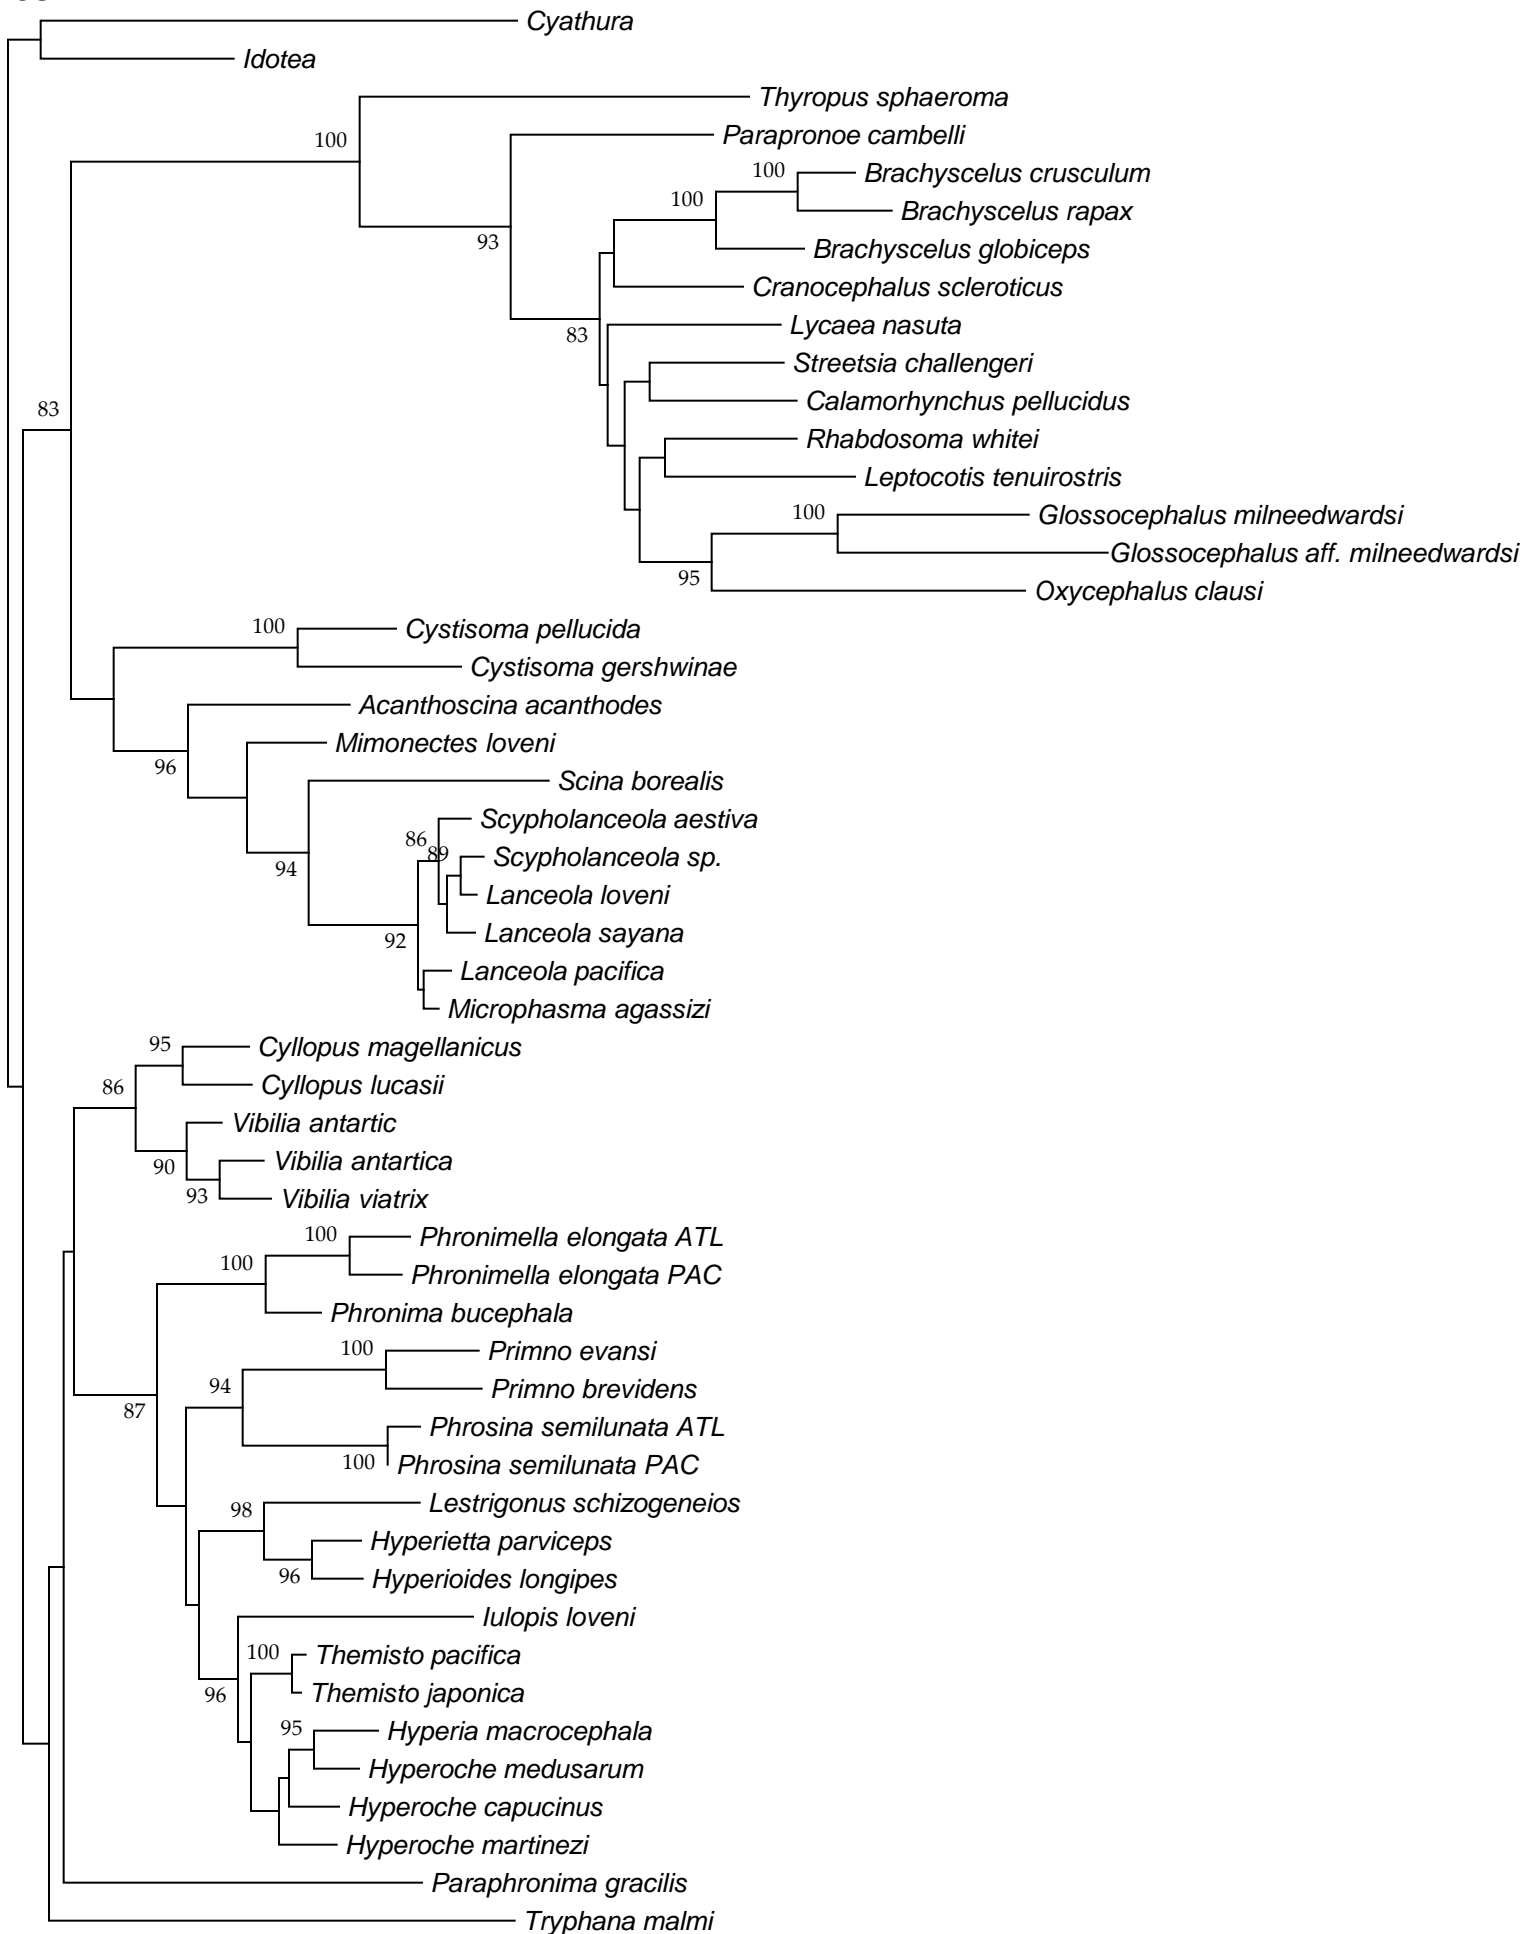 Cyathura
Idotea
Thyropus sphaeroma
100
Parapronoe cambelli
100
Brachyscelus crusculum
100
Brachyscelus rapax
93
Brachyscelus globiceps
Cranocephalus scleroticus
83
Lycaea nasuta
Streetsia challengeri
83
Calamorhynchus pellucidus
Rhabdosoma whitei
Leptocotis tenuirostris
100
Glossocephalus milneedwardsi
Glossocephalus aff. milneedwardsi
95
Oxycephalus clausi
100
Cystisoma pellucida
Cystisoma gershwinae
Acanthoscina acanthodes
Mimonectes loveni
96
Scina borealis
Scypholanceola aestiva
86
89
Scypholanceola sp.
94
Lanceola loveni
Lanceola sayana
92
Lanceola pacifica
Microphasma agassizi
95
Cyllopus magellanicus
86
Cyllopus lucasii
Vibilia antartic
90
Vibilia antartica
93
Vibilia viatrix
100
Phronimella elongata ATL
100
Phronimella elongata PAC
Phronima bucephala
100
Primno evansi
94
Primno brevidens
87
Phrosina semilunata ATL
100
Phrosina semilunata PAC
98
Lestrigonus schizogeneios
Hyperietta parviceps
96
Hyperioides longipes
Iulopis loveni
100
Themisto pacifica
96
Themisto japonica
95
Hyperia macrocephala
Hyperoche medusarum
Hyperoche capucinus
Hyperoche martinezi
Paraphronima gracilis
Tryphana malmi